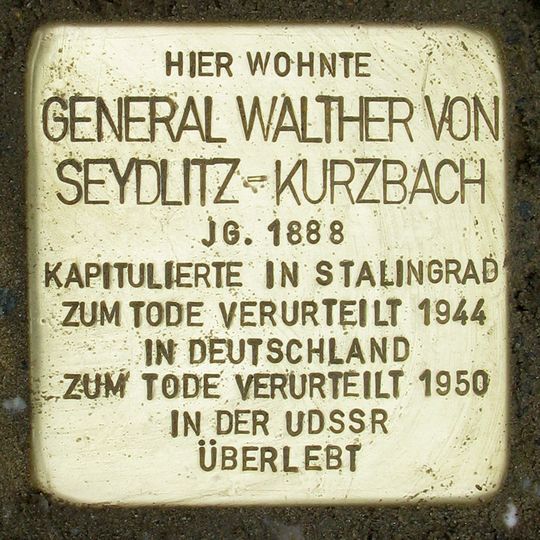 HIER WOHNTE
GENERAL WALTHER VON
SEYDLITZ-KURZBACH
JG. 1888
KAPITULIERTE IN STALINGRAD
ZUM TODE VERURTEILT 1944
IN DEUTSCHLAND
ZUM TODE VERURTEILT 1950
IN DER UDSSR
ÜBERLEBT